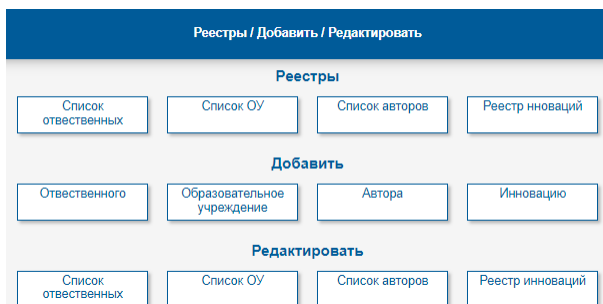 Реестры / Добавить / Редактировать
Реестры
Список
отвественных
Список ОУ
Список авторов
Реестр нноваций
Добавить
Отвественного
Образовательное
учреждение
Автора
Инновацию
Редактировать
Список
отвественных
Список ОУ
Список авторов
Реестр инноваций